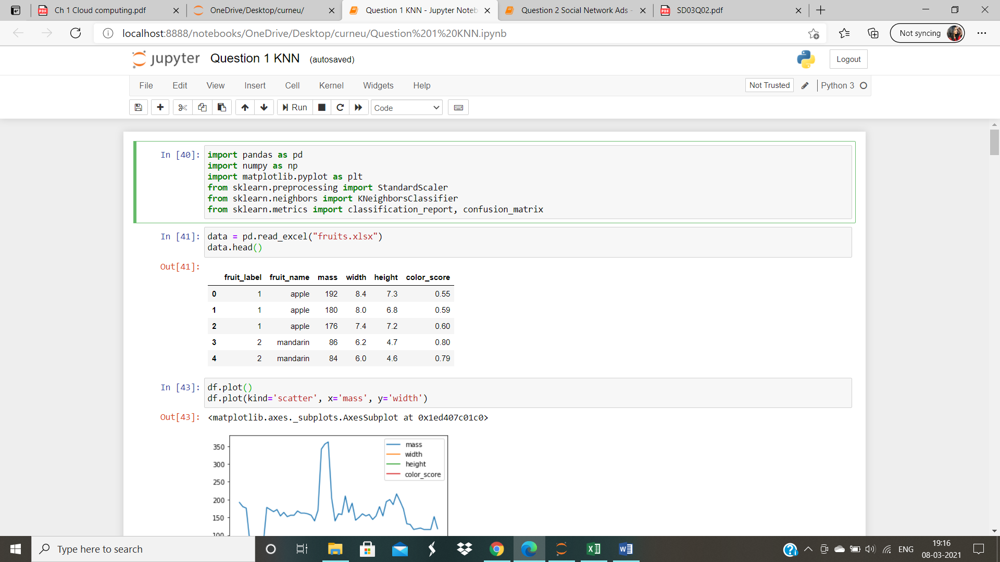 Ch 1 Cloud computing.pdf
OneDrive/Desktop/curneu/
Question 1 KNN - Jupyter Noteb
Question 2 Social Network Ads -
SD03Q02.pdf
localhost:8888/notebooks/OneDrive/Desktop/curneu/Question%201%20KNN.ipynb
Not syncing
jupyter Question 1 KNN (autosaved)
Logout
File Edit View Insert Cell Kernel Widgets Help
Not Trusted
Python 3
Run
Code
In [40]:
import pandas as pd
import numpy as np
import matplotlib.pyplot as plt
from sklearn.preprocessing import StandardScaler
from sklearn.neighbors import KNeighborsClassifier
from sklearn.metrics import classification_report, confusion_matrix
In [41]:
data = pd.read_excel("fruits.xlsx")
data.head()
Out[41]:
fruit_label fruit_name mass width height color_score
0 1 apple 192 8.4 7.3 0.55
1 1 apple 180 8.0 6.8 0.59
2 1 apple 176 7.4 7.2 0.60
3 2 mandarin 86 6.2 4.7 0.80
4 2 mandarin 84 6.0 4.6 0.79
In [43]:
df.plot()
df.plot(kind='scatter', x='mass', y='width')
Out[43]: <matplotlib.axes._subplots.AxesSubplot at 0x1ed407c01c0>
350
300
250
200
150
100
mass
width
height
color_score
Type here to search
ENG
19:16
08-03-2021